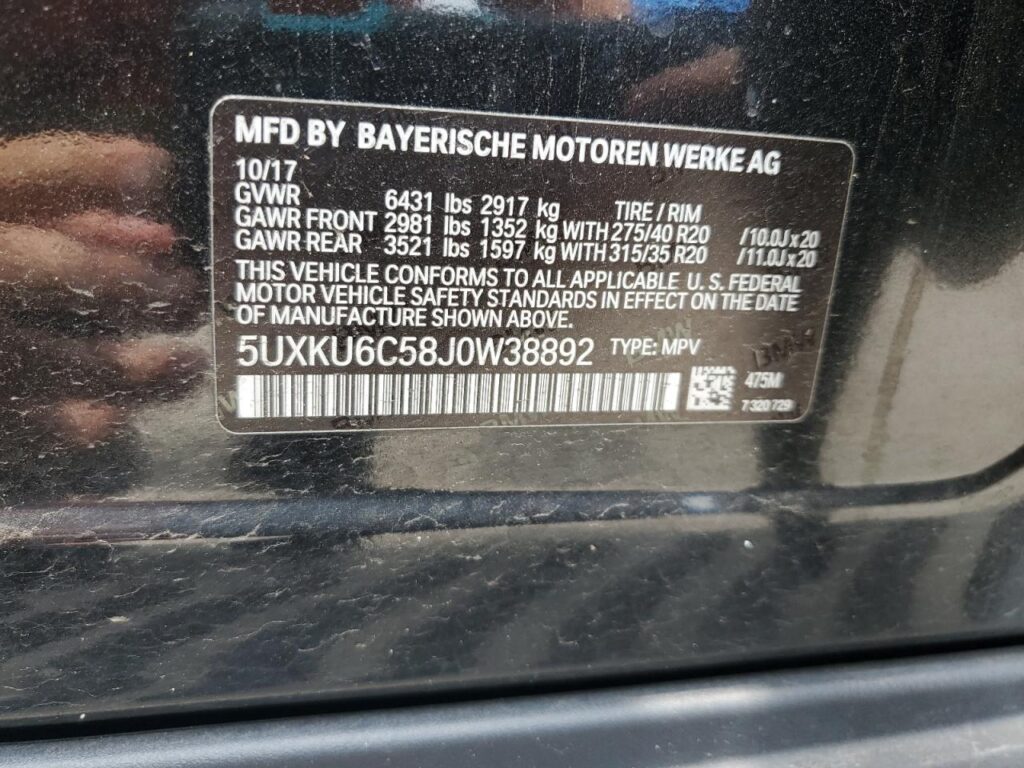 MFD BY BAYERISCHE MOTOREN WERKE AG
10/17
GVWR 6431 lbs 2917 kg TIRE / RIM
GAWR FRONT 2981 lbs 1352 kg WITH 275/40 R20 /10.0J x 20
GAWR REAR 3521 lbs 1597 kg WITH 315/35 R20 /11.0J x 20
THIS VEHICLE CONFORMS TO ALL APPLICABLE U. S. FEDERAL
MOTOR VEHICLE SAFETY STANDARDS IN EFFECT ON THE DATE
OF MANUFACTURE SHOWN ABOVE.
5UXKU6C58J0W38892 TYPE: MPV
475M
7 320 729